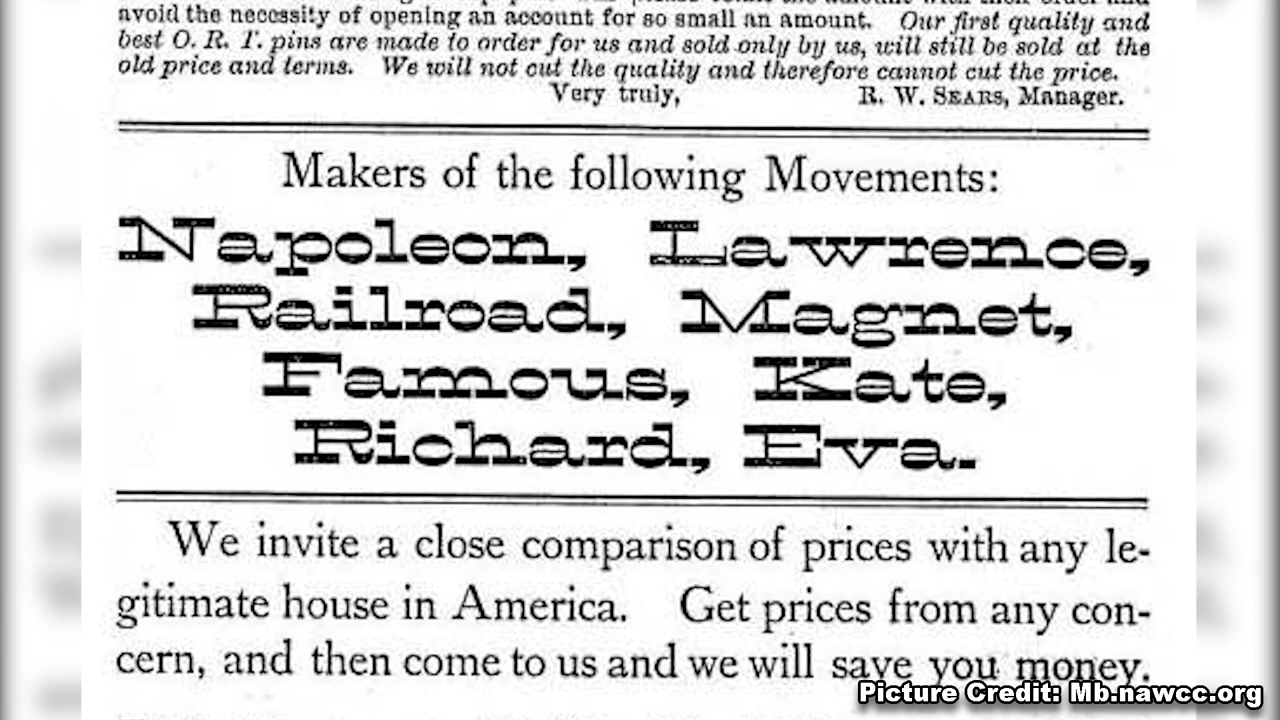 avoid the necessity of opening an account for so small an amount. Our first quality and
best O. R. T. pins are made to order for us and sold only by us, will still be sold at the
old price and terms. We will not cut the quality and therefore cannot cut the price.
Very truly, R. W. SEARS, Manager.
Makers of the following Movements:
Napoleon, Lawrence,
Railroad, Magnet,
Famous, Kate,
Richard, Eva.
We invite a close comparison of prices with any le-
gitimate house in America. Get prices from any con-
cern, and then come to us and we will save you money.
Picture Credit: Mb.nawcc.org